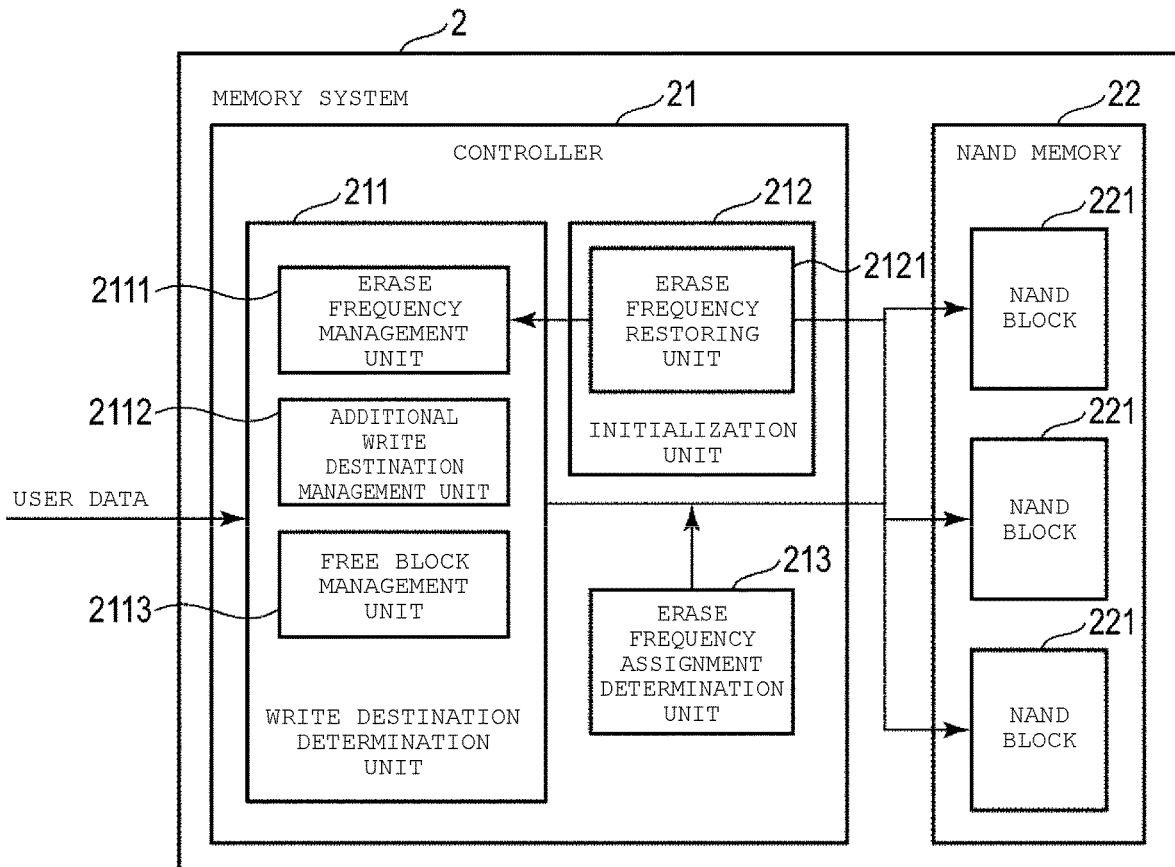 2
MEMORY SYSTEM
21
22
CONTROLLER
NAND MEMORY
211
212
221
2111
ERASE
FREQUENCY
MANAGEMENT
UNIT
ERASE
FREQUENCY
RESTORING
UNIT
2121
NAND
BLOCK
2112
ADDITIONAL
WRITE
DESTINATION
MANAGEMENT UNIT
INITIALIZATION
UNIT
221
NAND
BLOCK
USER DATA
FREE BLOCK
MANAGEMENT
UNIT
2113
213
ERASE
FREQUENCY
ASSIGNMENT
DETERMINATION
UNIT
221
NAND
BLOCK
WRITE DESTINATION
DETERMINATION
UNIT